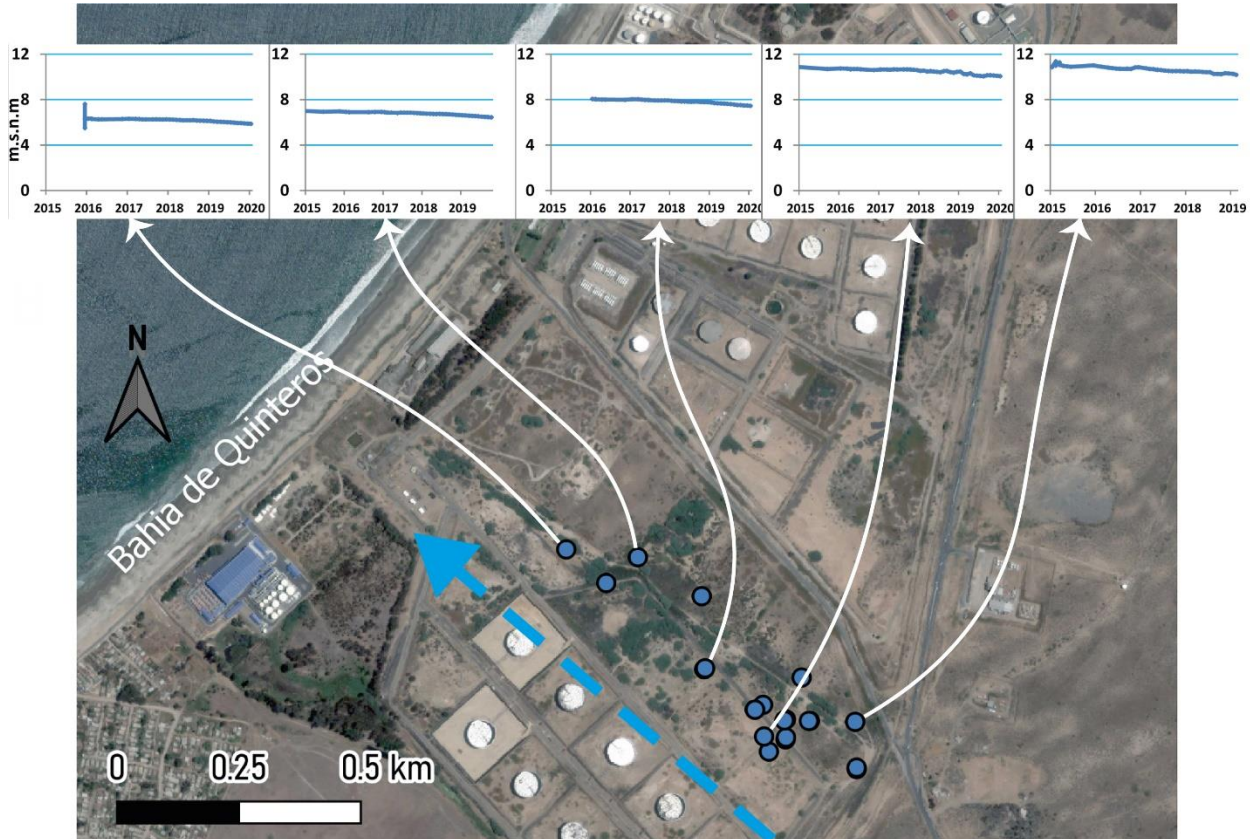 12 12 12 12 12
8 8 8 8 8
m.s.n.m
4 4 4 4 4
0 0 0 0 0
2015 2016 2017 2018 2019 2020
2015 2016 2017 2018 2019
2015 2016 2017 2018 2019 2020
2015 2016 2017 2018 2019 2020
2015 2016 2017 2018 2019
N
Bahia de Quinteros
0 0.25 0.5 km